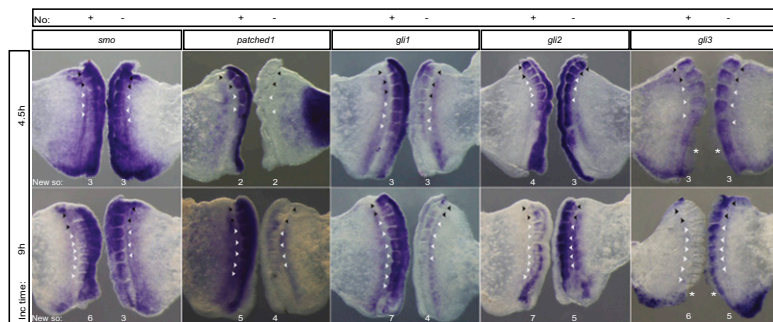 No: + - + - + - + - + -
smo patched1 gli1 gli2 gli3
4.5h
* *
New so: 3 3 2 2 3 3 4 3 3 3
9h
* *
Inc time:
New so: 6 3 5 4 7 4 7 5 6 5